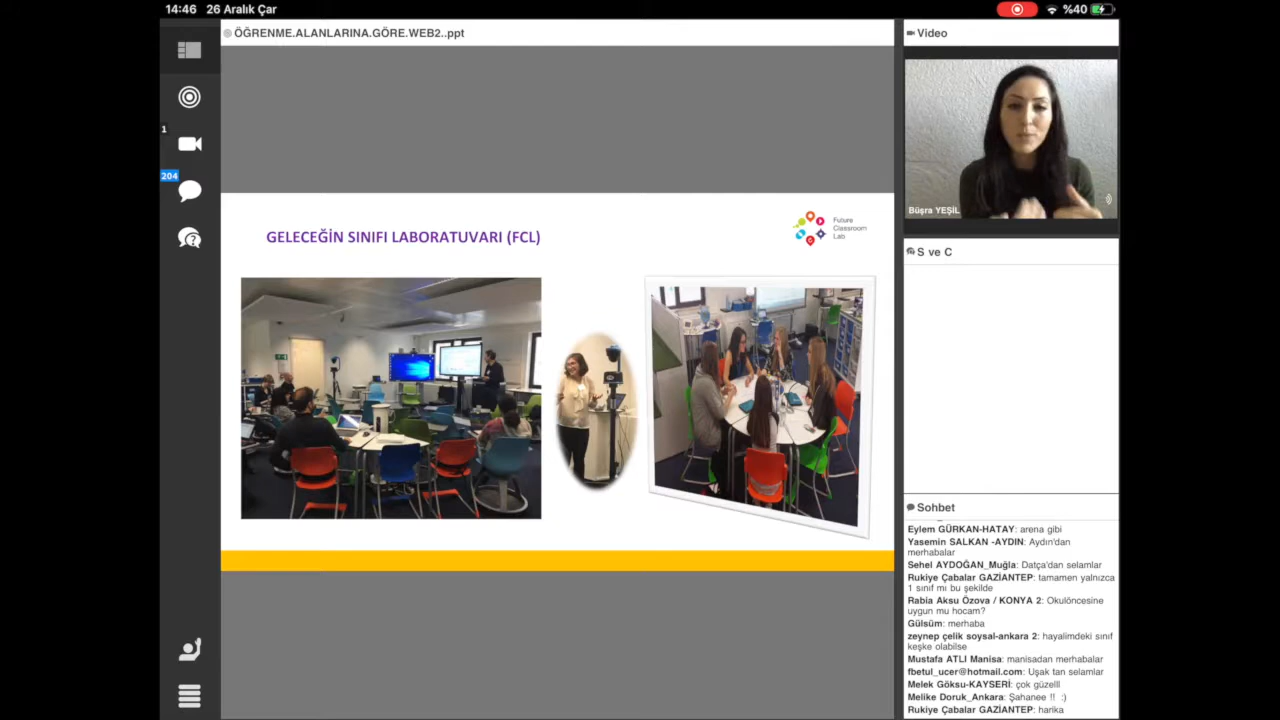 14:46 26 Aralık Çar
%40
ÖĞRENME.ALANLARINA.GÖRE.WEB2..ppt
1
204
GELECEĞİN SINIFI LABORATUVARI (FCL)
Future
Classroom
Lab
Video
Büşra YEŞİL
S ve C
Sohbet
Eylem GÜRKAN-HATAY: arena gibi
Yasemin SALKAN -AYDIN: Aydın'dan
merhabalar
Sehel AYDOĞAN_Muğla: Datça'dan selamlar
Rukiye Çabalar GAZİANTEP: tamamen yalnızca
1 sınıf mı bu şekilde
Rabia Aksu Özova / KONYA 2: Okulöncesine
uygun mu hocam?
Gülsüm: merhaba
zeynep çelik soysal-ankara 2: hayalimdeki sınıf
keşke olabilse
Mustafa ATLI Manisa: manisadan merhabalar
fbetul_ucer@hotmail.com: Uşak tan selamlar
Melek Göksu-KAYSERİ: çok güzelll
Melike Doruk_Ankara: Şahanee !! :)
Rukiye Çabalar GAZİANTEP: harika